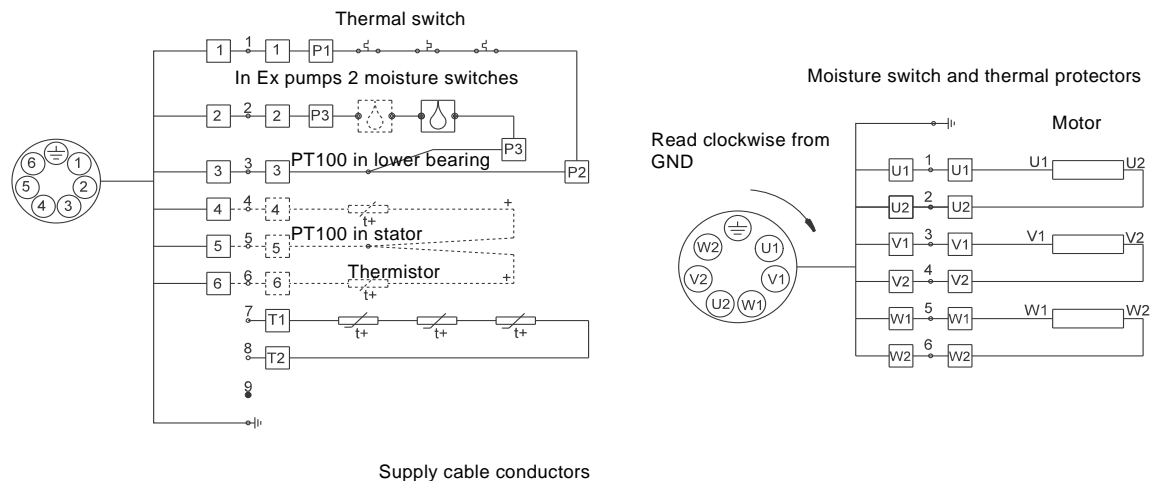 Thermal switch
1 1 1 P1
In Ex pumps 2 moisture switches
2 2 2 P3
P3
3 3 3 PT100 in lower bearing P2
6 1
5 2
4 3
4 4 4 t+ +
5 5 5 PT100 in stator
6 6 6 Thermistor t+ +
7 T1 t+ t+ t+
8 T2
9
Supply cable conductors
Moisture switch and thermal protectors
Motor
Read clockwise from
GND
W2 U1
V2 V1
U2 W1
U1 1 U1 U1 U2
U2 2 U2
V1 3 V1 V1 V2
V2 4 V2
W1 5 W1 W1 W2
W2 6 W2